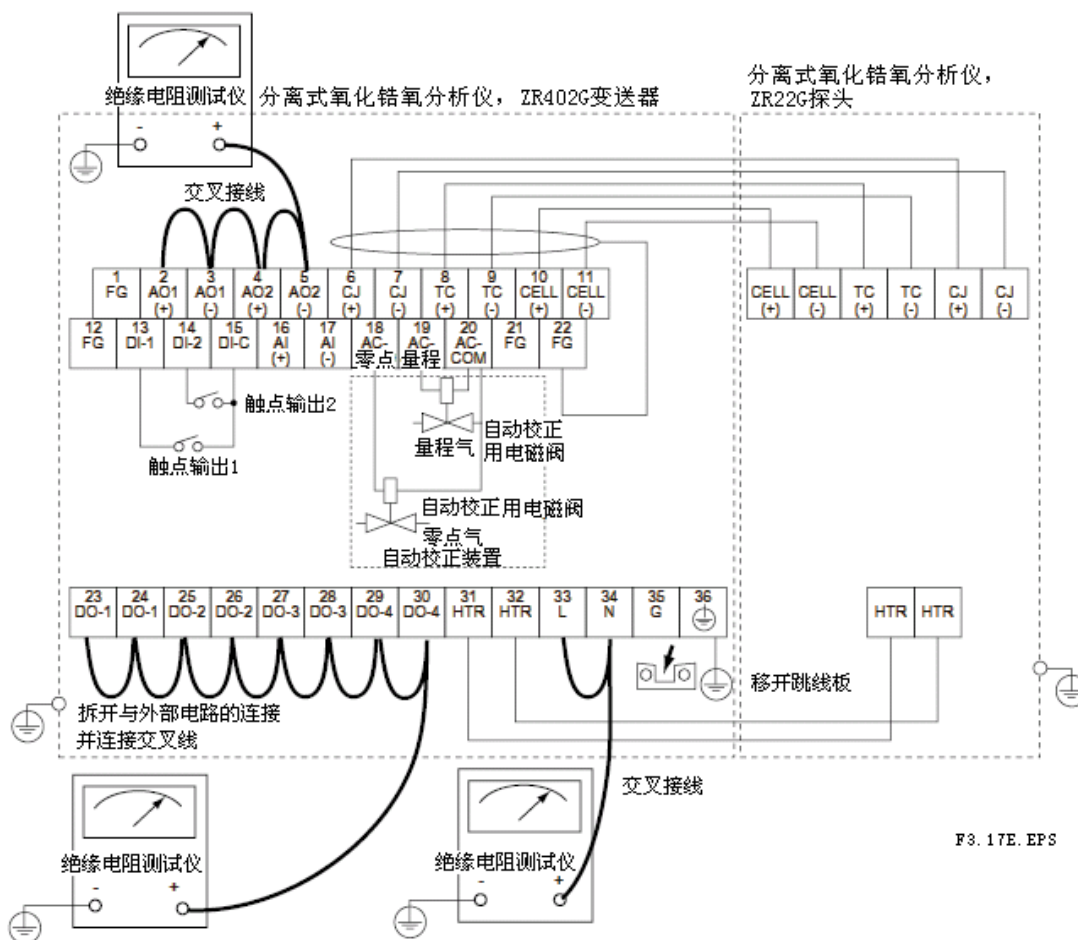 绝缘电阻测试仪
- +
分离式氧化锆氧分析仪，ZR402G变送器
分离式氧化锆氧分析仪，
ZR22G探头
交叉接线
1 2 3 4 5 6 7 8 9 10 11
FG AO1 AO1 AO2 AO2 CJ CJ TC TC CELL CELL
(+) (-) (+) (-) (+) (-) (+) (-) (+) (-)
CELL CELL TC TC CJ CJ
(+) (-) (+) (-) (+) (-)
12 13 14 15 16 17 18 19 20 21 22
FG DI-1 DI-2 DI-C AI AI AC- AC- AC- FG FG
(+) (-) 零点 量程 COM
触点输出2
触点输出1
量程气
自动校正
用电磁阀
自动校正用电磁阀
零点气
自动校正装置
23 24 25 26 27 28 29 30 31 32 33 34 35 36
DO-1 DO-1 DO-2 DO-2 DO-3 DO-3 DO-4 DO-4 HTR HTR L N G
HTR HTR
移开跳线板
拆开与外部电路的连接
并连接交叉线
交叉接线
绝缘电阻测试仪
- +
绝缘电阻测试仪
- +
F3.17E.EPS